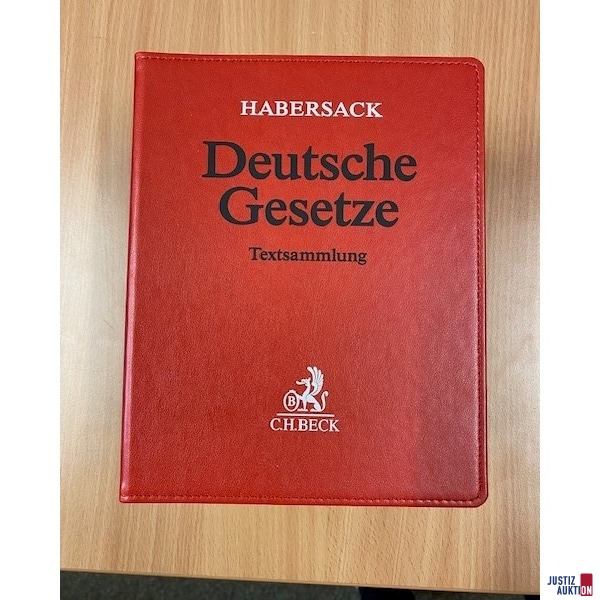 HABERSACK
Deutsche
Gesetze
Textsammlung
B
C.H.BECK
JUSTIZ
AUKTION